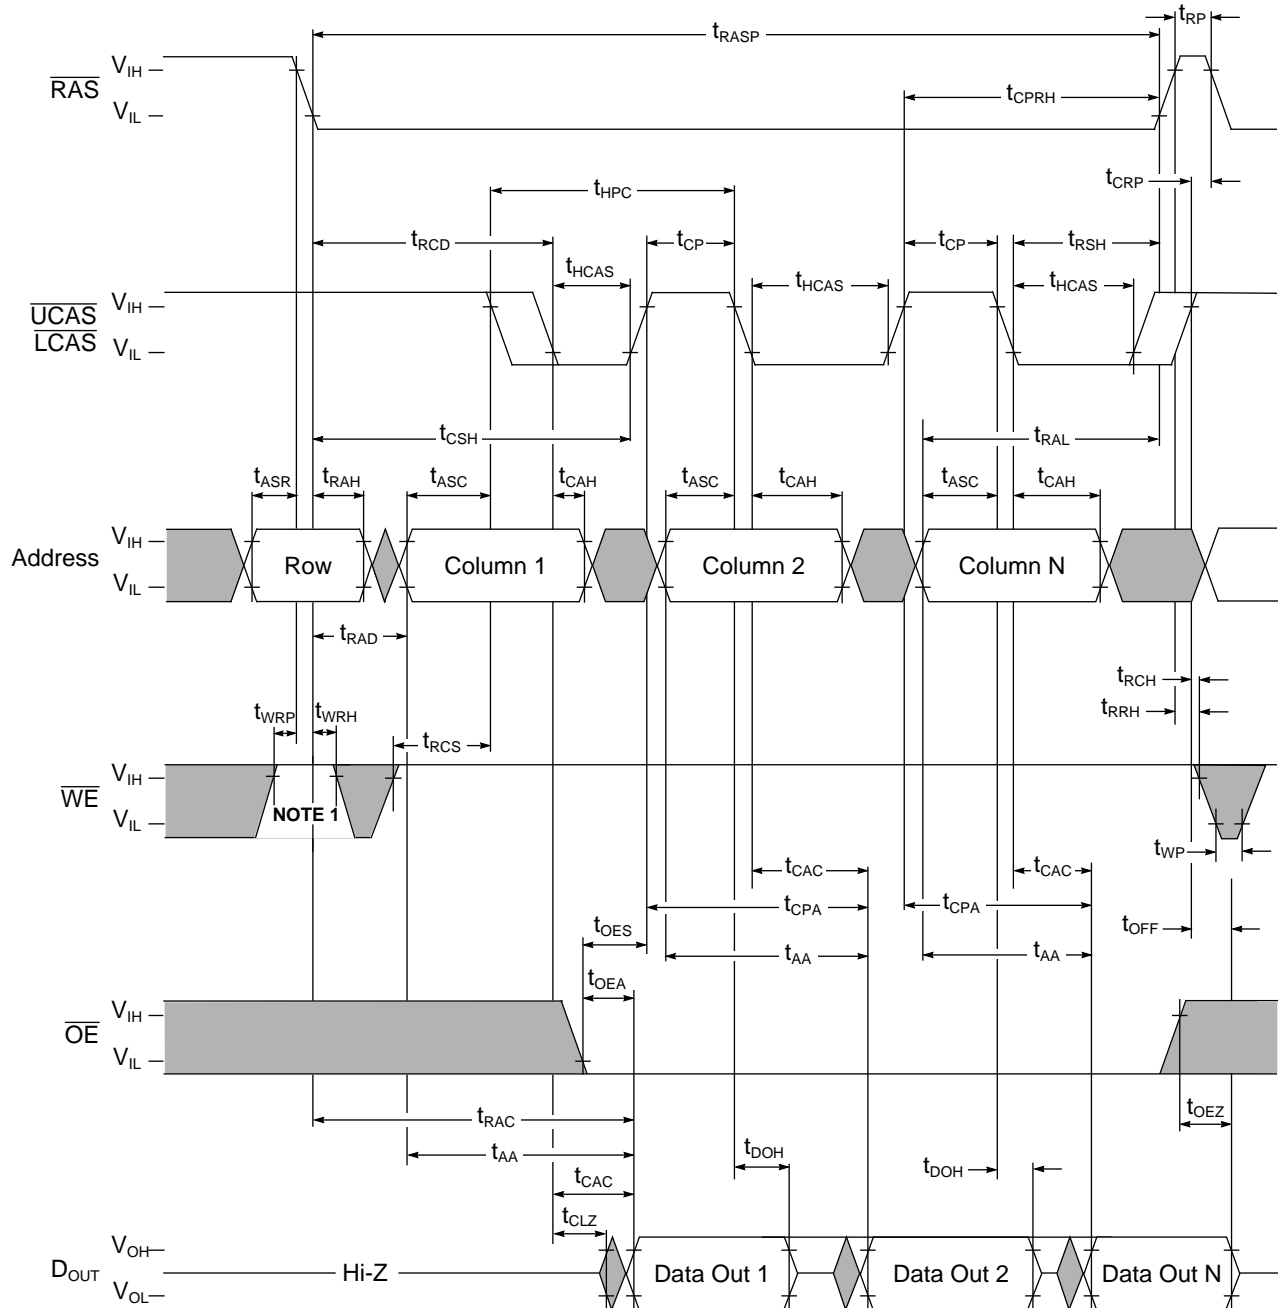 tRP
tRASP
RAS
VIH
VIL
tCPRH
tCRP
tHPC
tRCD
tCP
tCP
tRSH
tHCAS
tHCAS
tHCAS
UCAS
LCAS
VIH
VIL
tCSH
tRAL
tASR
tRAH
tASC
tCAH
tASC
tCAH
tASC
tCAH
Address
VIH
VIL
Row
Column 1
Column 2
Column N
tRAD
tRCH
tRRH
tWRP
tWRH
tRCS
WE
VIH
VIL
NOTE 1
tWP
tCAC
tCAC
tCPA
tCPA
tOES
tOFF
tAA
tAA
tOEA
OE
VIH
VIL
tRAC
tOEZ
tAA
tDOH
tDOH
tCAC
tCLZ
DOUT
VOH
VOL
Hi-Z
Data Out 1
Data Out 2
Data Out N